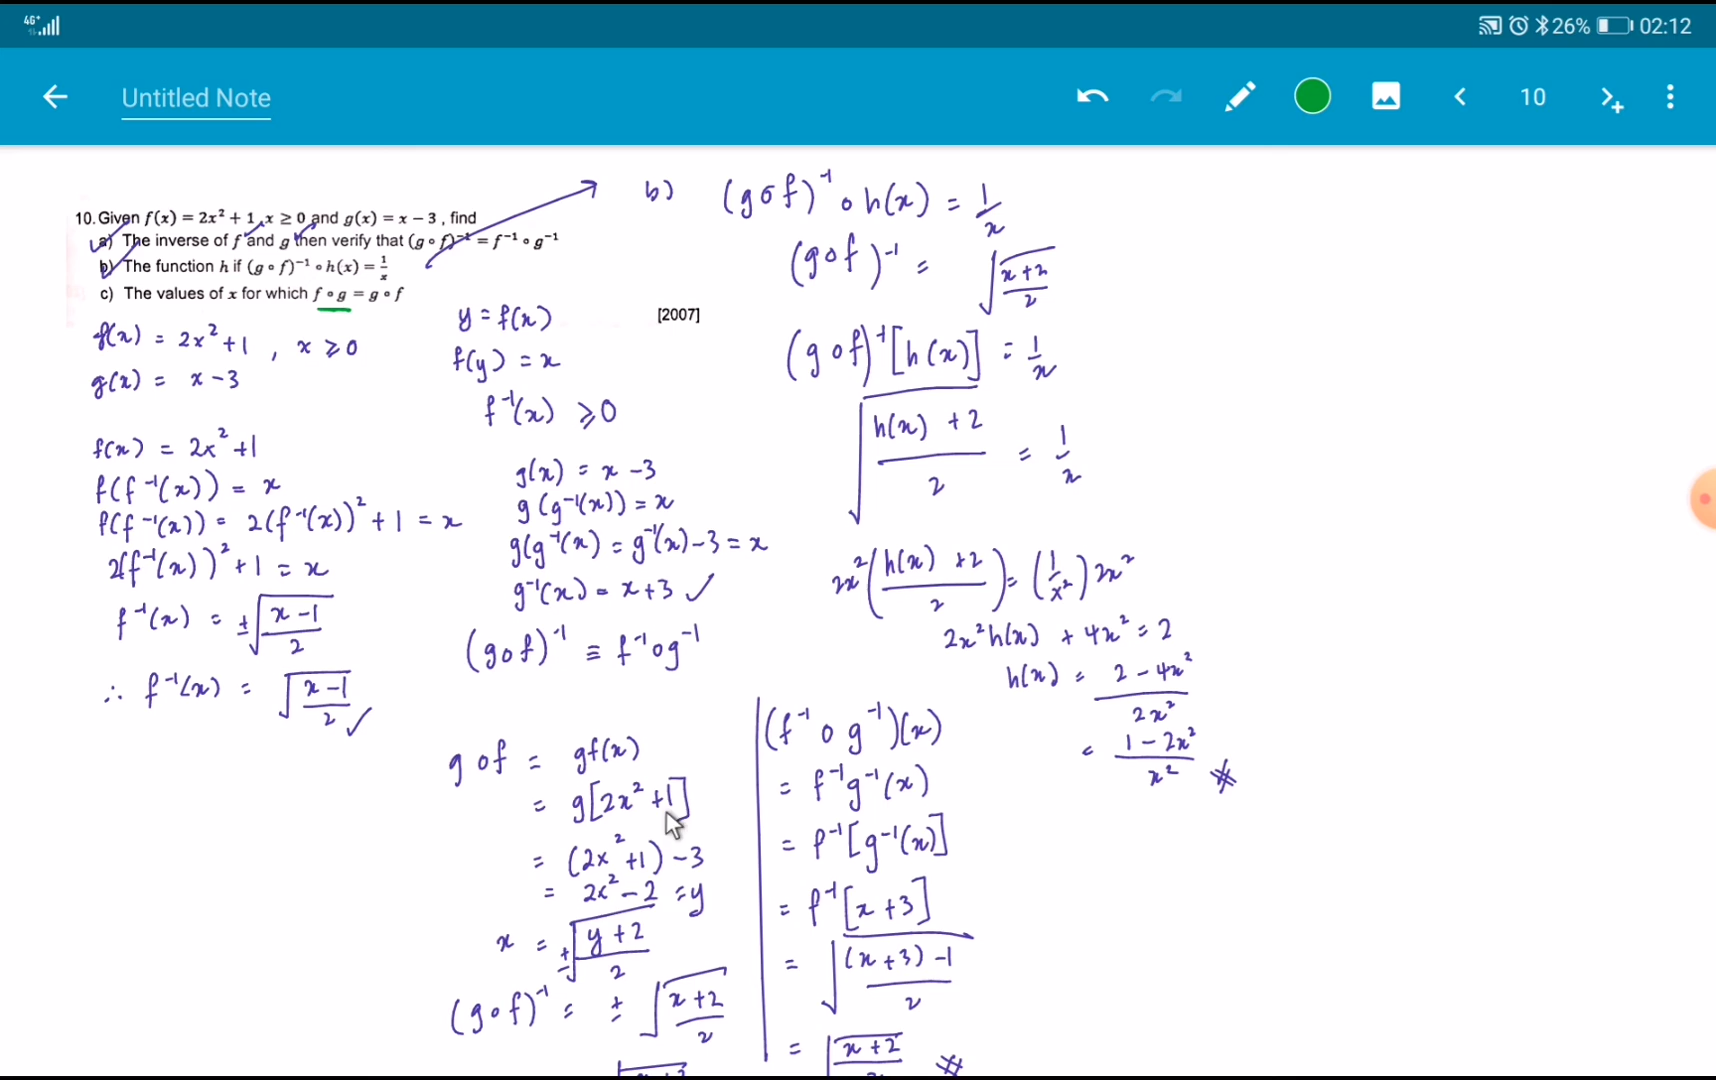 4G+ 26% 02:12
Untitled Note 10
10. Given f(x) = 2x² + 1, x ≥ 0 and g(x) = x − 3, find
a) The inverse of f and g then verify that (g ∘ f)⁻¹ = f⁻¹ ∘ g⁻¹
b) The function h if (g ∘ f)⁻¹ ∘ h(x) = 1/x
c) The values of x for which f ∘ g = g ∘ f
[2007]
f(x) = 2x² + 1 , x ⩾ 0
g(x) = x − 3
f(x) = 2x² + 1
f(f⁻¹(x)) = x
f(f⁻¹(x)) = 2(f⁻¹(x))² + 1 = x
2(f⁻¹(x))² + 1 = x
f⁻¹(x) = ±√((x − 1)/2)
∴ f⁻¹(x) = √((x − 1)/2) ✓
y = f(x)
f(y) = x
f⁻¹(x) ⩾ 0
g(x) = x − 3
g(g⁻¹(x)) = x
g(g⁻¹(x) = g⁻¹(x) − 3 = x
g⁻¹(x) = x + 3 ✓
(g∘f)⁻¹ ≡ f⁻¹∘g⁻¹
g∘f = gf(x)
= g[2x² + 1]
= (2x² + 1) − 3
= 2x² − 2 = y
x = ±√((y + 2)/2)
(g∘f)⁻¹ = ±√((x + 2)/2)
(f⁻¹ ∘ g⁻¹)(x)
= f⁻¹g⁻¹(x)
= f⁻¹[g⁻¹(x)]
= f⁻¹[x + 3]
= √(((x + 3) − 1)/2)
= √(x + 2
b) (g∘f)⁻¹ ∘ h(x) = 1/x
(g∘f)⁻¹ = √((x + 2)/2)
(g∘f)⁻¹[h(x)] = 1/x
√((h(x) + 2)/2) = 1/x
2x²((h(x) + 2)/2) = (1/x²)2x²
2x²h(x) + 4x² = 2
h(x) = (2 − 4x²)/2x²
= (1 − 2x²)/x² #